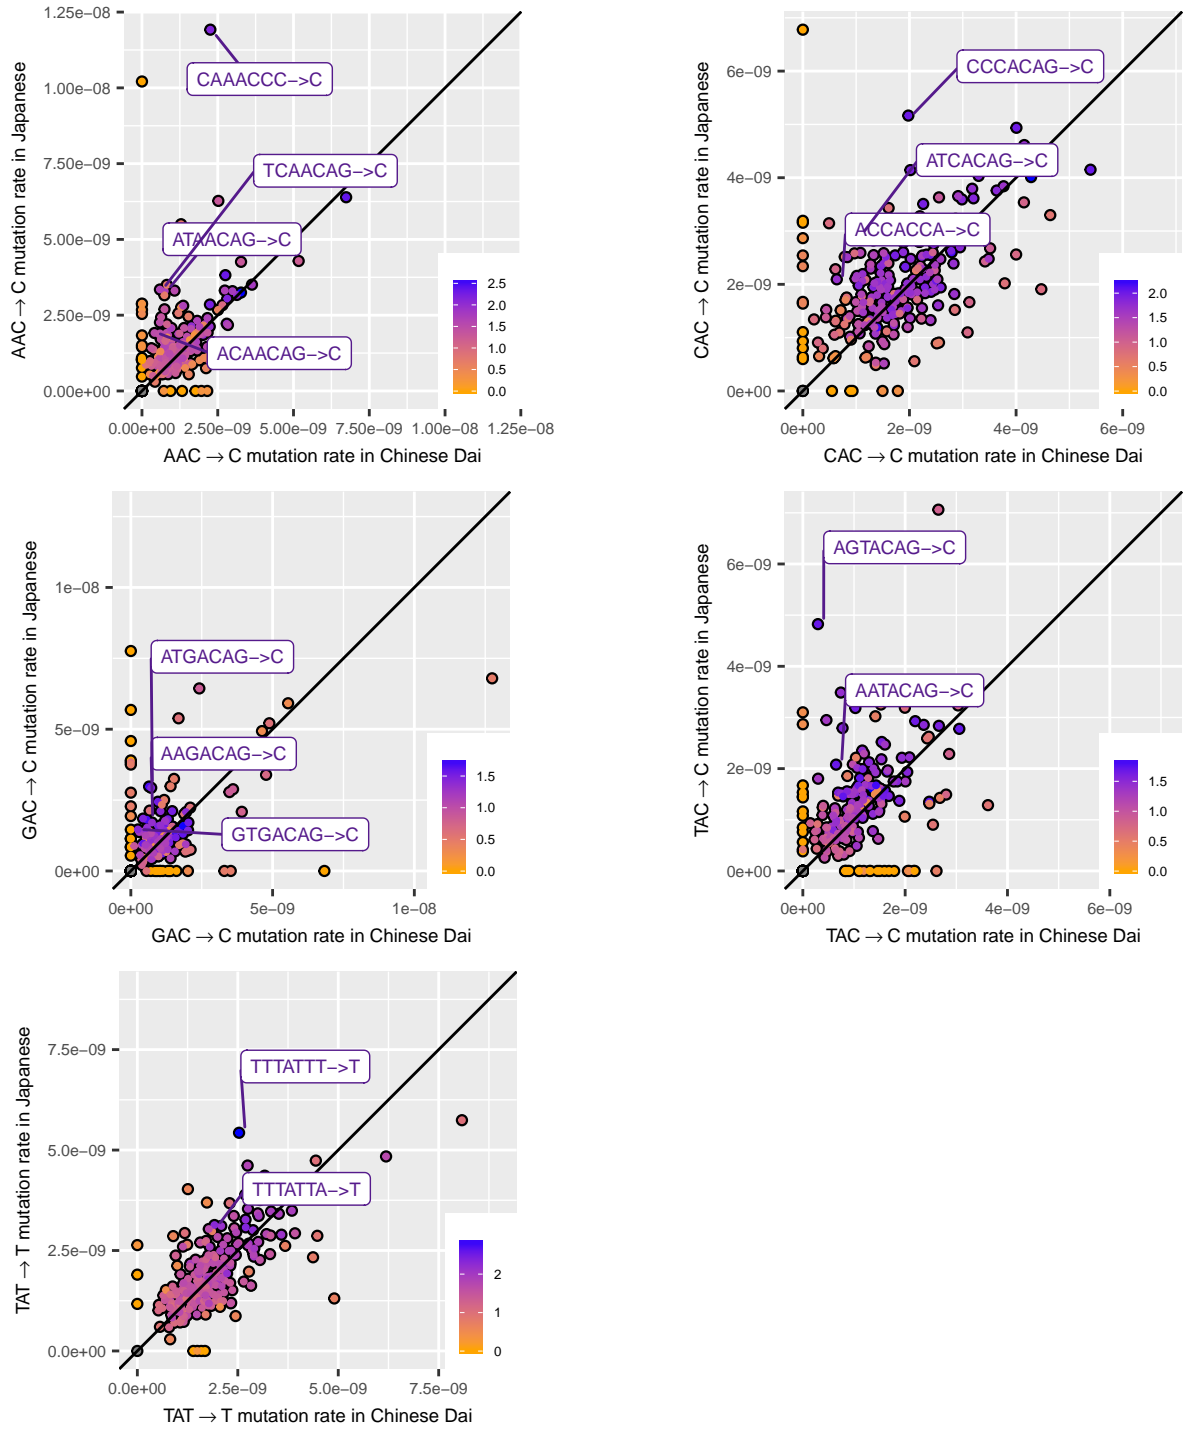 1.25e−08
1.00e−08
7.50e−09
5.00e−09
2.50e−09
0.00e+00
AAC → C mutation rate in Japanese
CAAACCC−>C
TCAACAG−>C
ATAACAG−>C
ACAACAG−>C
2.5
2.0
1.5
1.0
0.5
0.0
0.00e+00 2.50e−09 5.00e−09 7.50e−09 1.00e−08 1.25e−08
AAC → C mutation rate in Chinese Dai
6e−09
4e−09
2e−09
0e+00
CAC → C mutation rate in Japanese
CCCACAG−>C
ATCACAG−>C
ACCACCA−>C
2.0
1.5
1.0
0.5
0.0
0e+00 2e−09 4e−09 6e−09
CAC → C mutation rate in Chinese Dai
1e−08
5e−09
0e+00
GAC → C mutation rate in Japanese
ATGACAG−>C
AAGACAG−>C
GTGACAG−>C
1.5
1.0
0.5
0.0
0e+00 5e−09 1e−08
GAC → C mutation rate in Chinese Dai
6e−09
4e−09
2e−09
0e+00
TAC → C mutation rate in Japanese
AGTACAG−>C
AATACAG−>C
1.5
1.0
0.5
0.0
0e+00 2e−09 4e−09 6e−09
TAC → C mutation rate in Chinese Dai
7.5e−09
5.0e−09
2.5e−09
0.0e+00
TAT → T mutation rate in Japanese
TTTATTT−>T
TTTATTA−>T
2
1
0
0.0e+00 2.5e−09 5.0e−09 7.5e−09
TAT → T mutation rate in Chinese Dai